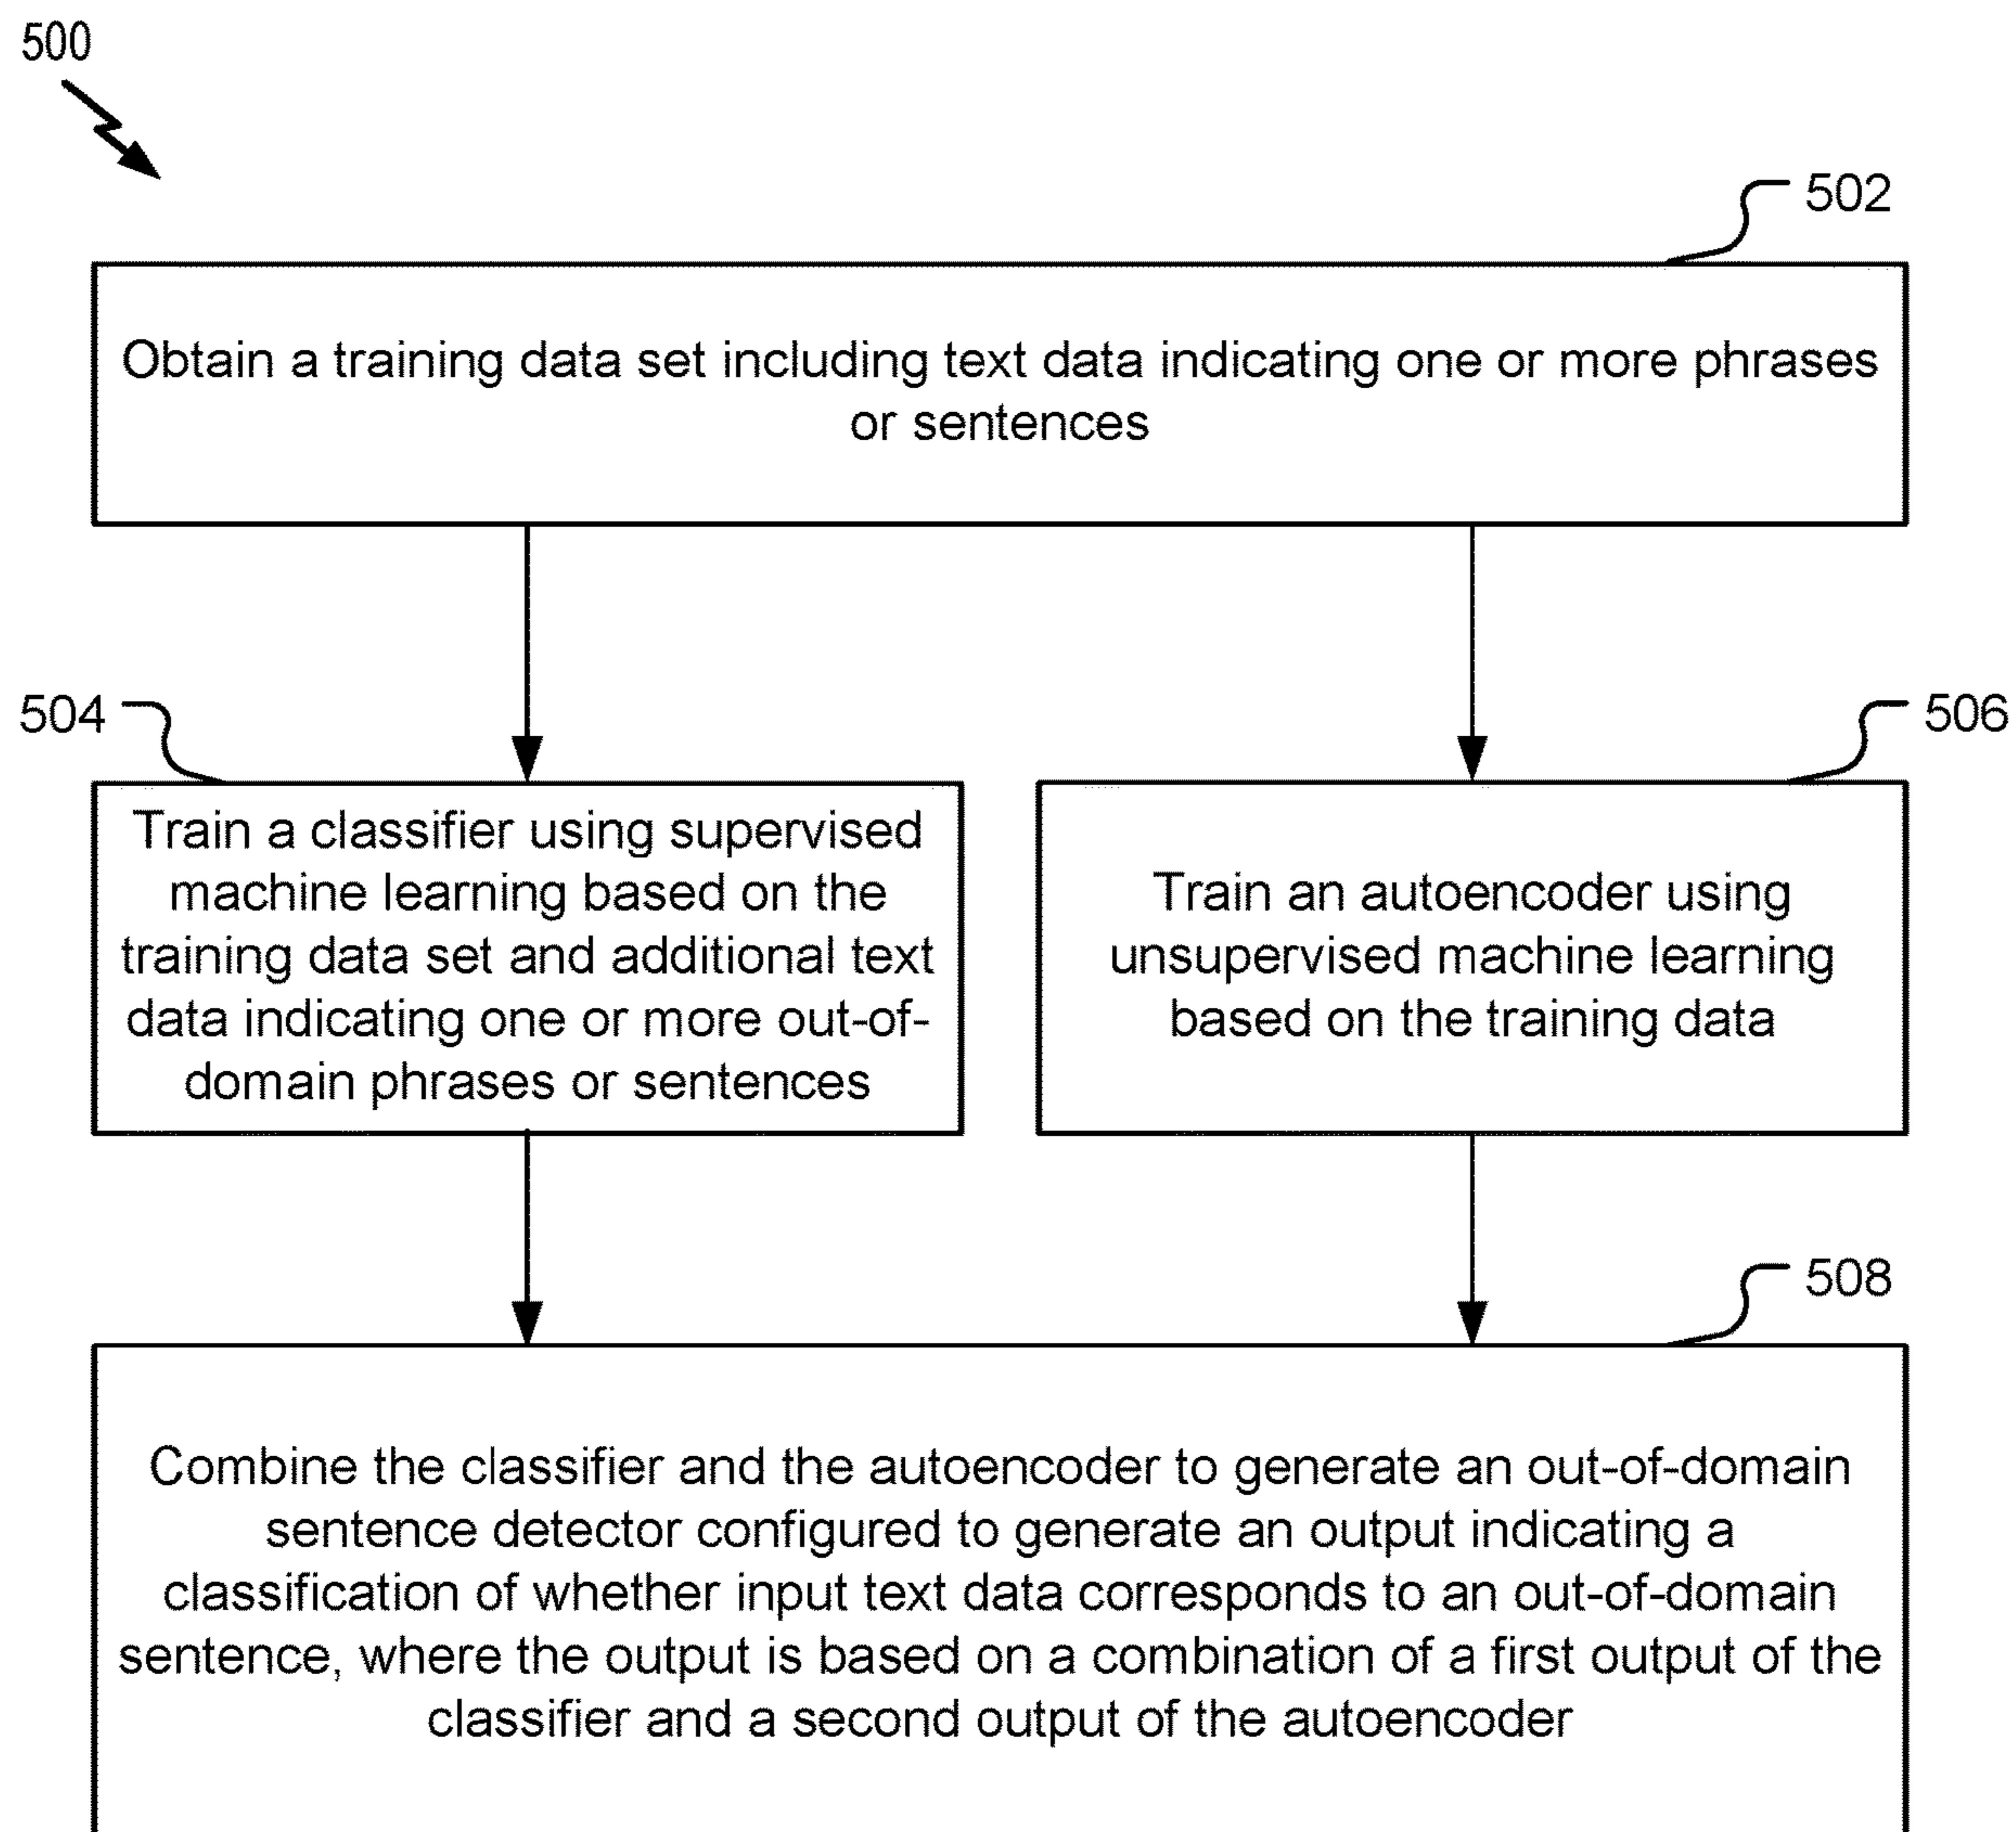 500
502
Obtain a training data set including text data indicating one or more phrases
or sentences
504
506
Train a classifier using supervised
machine learning based on the
training data set and additional text
data indicating one or more out-of-
domain phrases or sentences
Train an autoencoder using
unsupervised machine learning
based on the training data
508
Combine the classifier and the autoencoder to generate an out-of-domain
sentence detector configured to generate an output indicating a
classification of whether input text data corresponds to an out-of-domain
sentence, where the output is based on a combination of a first output of the
classifier and a second output of the autoencoder